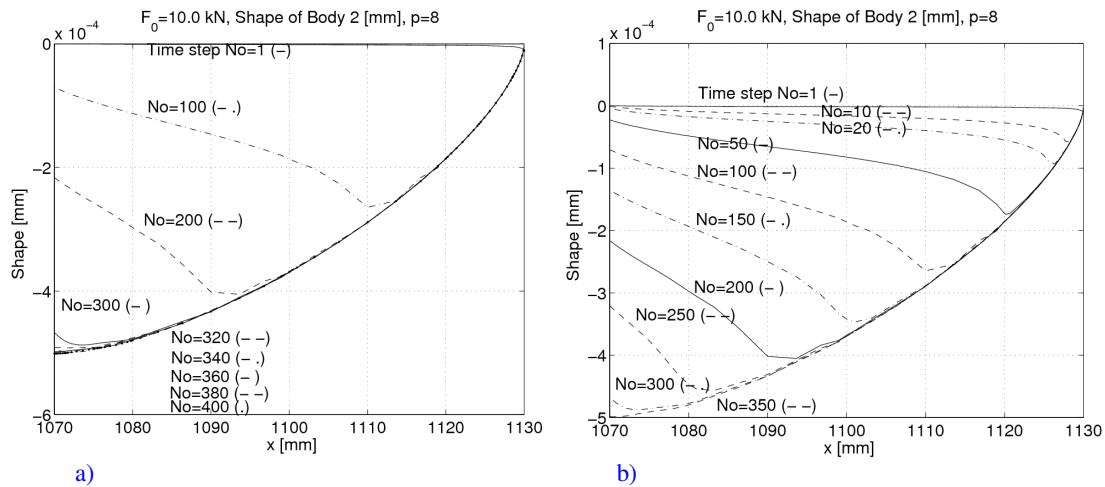 F0=10.0 kN, Shape of Body 2 [mm], p=8
x 10−4
0
−2
−4
−6
Shape [mm]
Time step No=1 (−)
No=100 (− .)
No=200 (− −)
No=300 (− )
No=320 (− −)
No=340 (− .)
No=360 (− )
No=380 (− −)
No=400 (.)
1070
1080
1090
1100
1110
1120
1130
x [mm]
a)
F0=10.0 kN, Shape of Body 2 [mm], p=8
x 10−4
1
0
−1
−2
−3
−4
−5
Shape [mm]
Time step No=1 (−)
No=10 (− −)
No=20 (− .)
No=50 (−)
No=100 (− −)
No=150 (− .)
No=200 (− )
No=250 (− −)
No=300 (− .)
No=350 (− −)
1070
1080
1090
1100
1110
1120
1130
x [mm]
b)